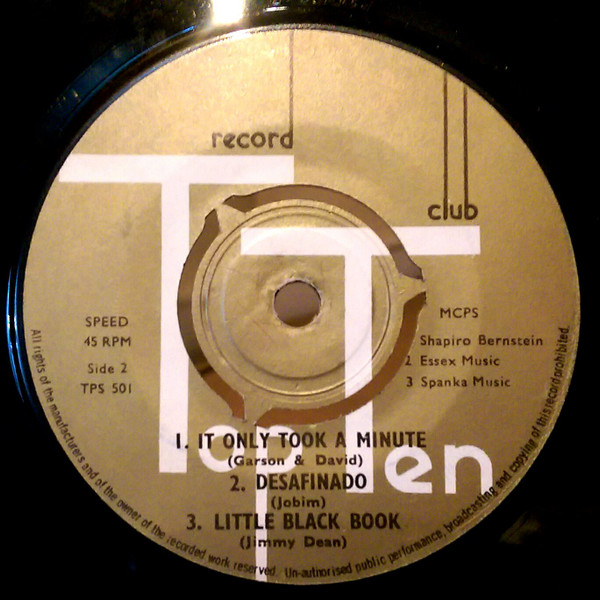 record
club
Top Ten
SPEED
45 RPM
Side 2
TPS 501
MCPS
Shapiro Bernstein
2 Essex Music
3 Spanka Music
1. IT ONLY TOOK A MINUTE
(Garson & David)
2. DESAFINADO
(Jobim)
3. LITTLE BLACK BOOK
(Jimmy Dean)
All rights of the manufacturers and of the owner of the recorded work reserved. Un-authorised public performance, broadcasting and copying of this record prohibited.